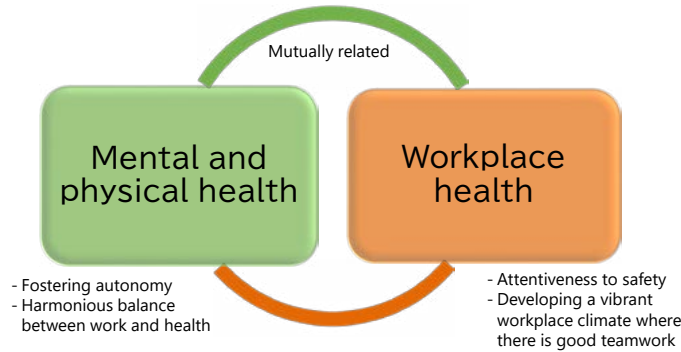 Mutually related
Mental and
physical health
Workplace
health
- Fostering autonomy
- Harmonious balance
between work and health
- Attentiveness to safety
- Developing a vibrant
workplace climate where
there is good teamwork